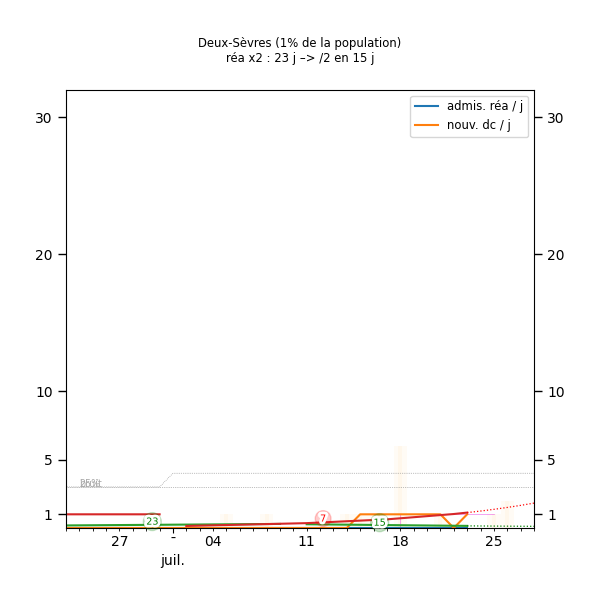 Deux-Sèvres (1% de la population)
réa x2 : 23 j –> /2 en 15 j
admis. réa / j
nouv. dc / j
30 30
20 20
10 10
5 5
1 1
23 7 15
27 - 04 11 18 25
juil.